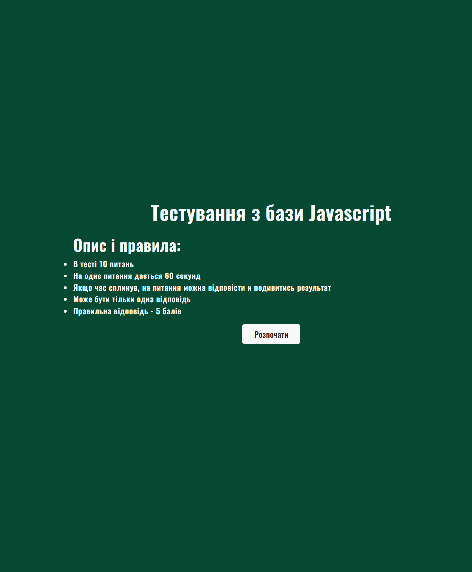 Тестування з бази Javascript
Опис і правила:
В тесті 10 питань
На одне питання дається 60 секунд
Якщо час сплинув, на питання можна відповісти и подивитись результат
Може бути тільки одна відповідь
Правильна відповідь - 5 балів
Розпочати